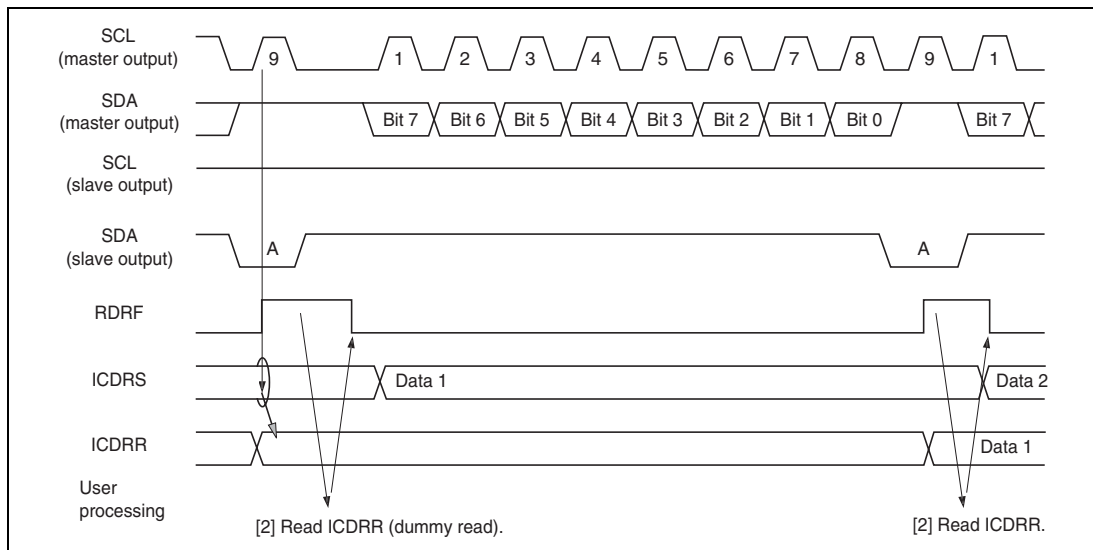 SCL
(master output)
9 1 2 3 4 5 6 7 8 9 1
SDA
(master output)
Bit 7 Bit 6 Bit 5 Bit 4 Bit 3 Bit 2 Bit 1 Bit 0 Bit 7
SCL
(slave output)
SDA
(slave output)
A A
RDRF
ICDRS
Data 1 Data 2
ICDRR
Data 1
User
processing
[2] Read ICDRR (dummy read). [2] Read ICDRR.